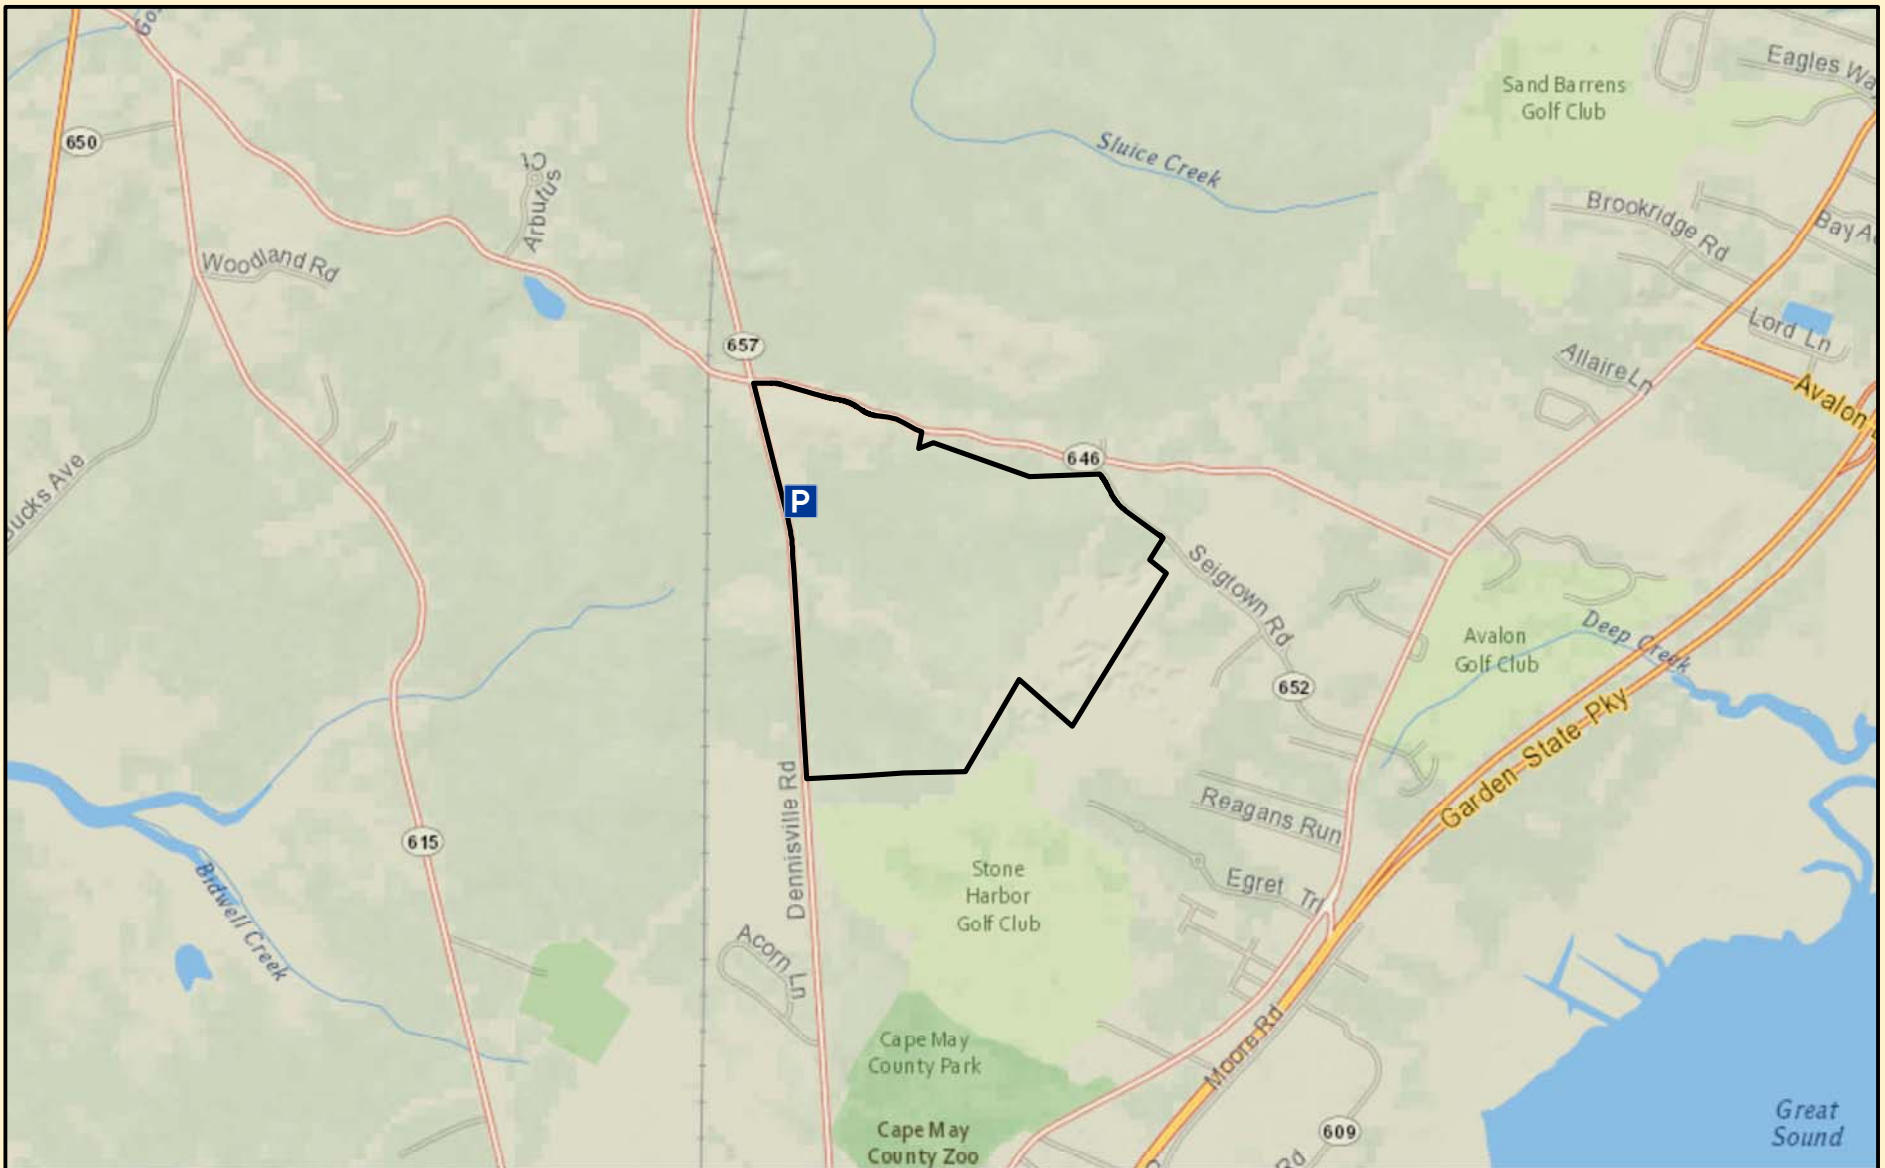 Eagles Wa
Sand Barrens
Golf Club
650
Sluice Creek
Ct
Arbutus
Brookridge Rd
Bay A
Woodland Rd
Lord Ln
657
Allaire Ln
Avalon
646
Bucks Ave
Seigtown Rd
P
Deep Creek
Avalon
Golf Club
652
Garden State Pky
Dennisville Rd
Reagans Run
615
Stone
Harbor
Golf Club
Egret Trl
Bidwell Creek
Acorn Ln
Cape May
County Park
Moore Rd
Great
Sound
Cape May
County Zoo
609
Rd